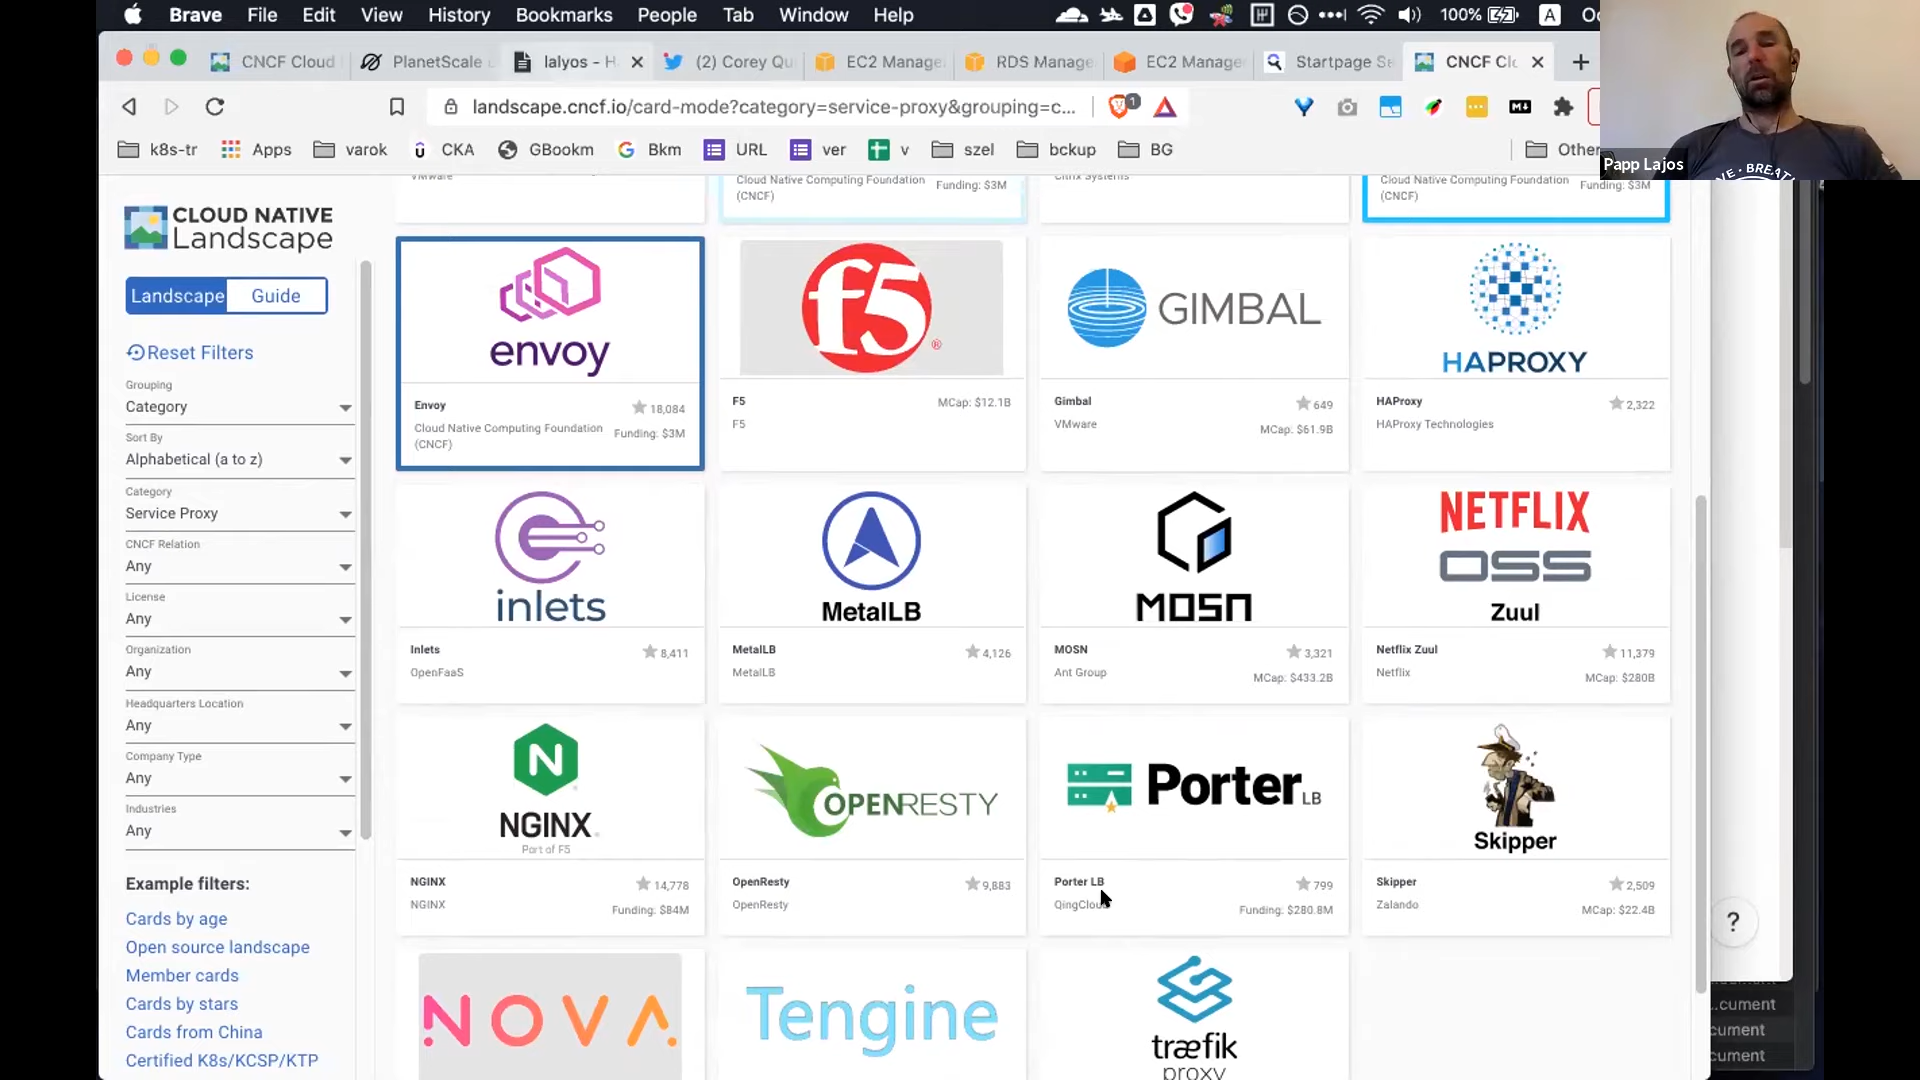 Brave File Edit View History Bookmarks People Tab Window Help 100% A
CNCF Cloud PlanetScale lalyos - H (2) Corey Qu EC2 Manage RDS Manage EC2 Manage Startpage Se CNCF Clo
landscape.cncf.io/card-mode?category=service-proxy&grouping=c... 1
k8s-tr Apps varok CKA GBookm Bkm URL ver v szel bckup BG Other
Papp Lajos
CLOUD NATIVE
Landscape
Landscape Guide
Reset Filters
Grouping
Category
Sort By
Alphabetical (a to z)
Category
Service Proxy
CNCF Relation
Any
License
Any
Organization
Any
Headquarters Location
Any
Company Type
Any
Industries
Any
Example filters:
Cards by age
Open source landscape
Member cards
Cards by stars
Cards from China
Certified K8s/KCSP/KTP
VMware
Cloud Native Computing Foundation
(CNCF)
Funding: $3M
Citrix Systems
Cloud Native Computing Foundation
(CNCF)
Funding: $3M
envoy
Envoy 18,084
Cloud Native Computing Foundation
(CNCF)
Funding: $3M
f5
F5 MCap: $12.1B
F5
GIMBAL
Gimbal 649
VMware MCap: $61.9B
HAPROXY
HAProxy 2,322
HAProxy Technologies
inlets
Inlets 8,411
OpenFaaS
MetalLB
MetalLB 4,126
MetalLB
MOSN
MOSN 3,321
Ant Group MCap: $433.2B
NETFLIX
OSS
Zuul
Netflix Zuul 11,379
Netflix MCap: $280B
N
NGINX
Part of F5
NGINX 14,778
NGINX Funding: $84M
OPENRESTY
OpenResty 9,883
OpenResty
Porter LB
Porter LB 799
QingCloud Funding: $280.8M
Skipper
Skipper 2,509
Zalando MCap: $22.4B
NOVA
Tengine
træfik
proxy
?
...cument
cument
cument